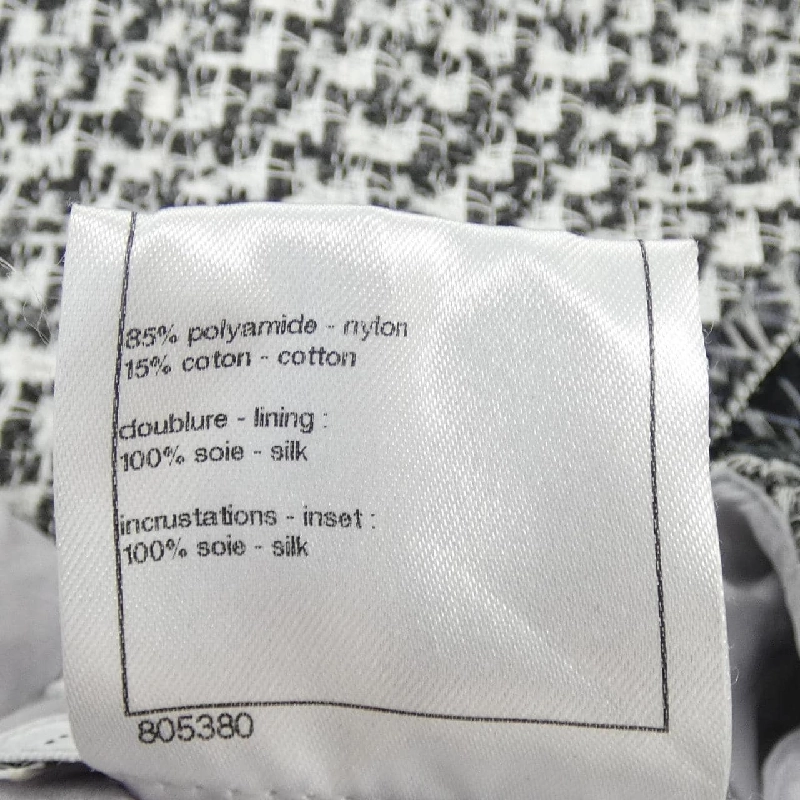 85% polyamide - nylon
15% coton - cotton
doublure - lining :
100% soie - silk
incrustations - inset :
100% soie - silk
805380